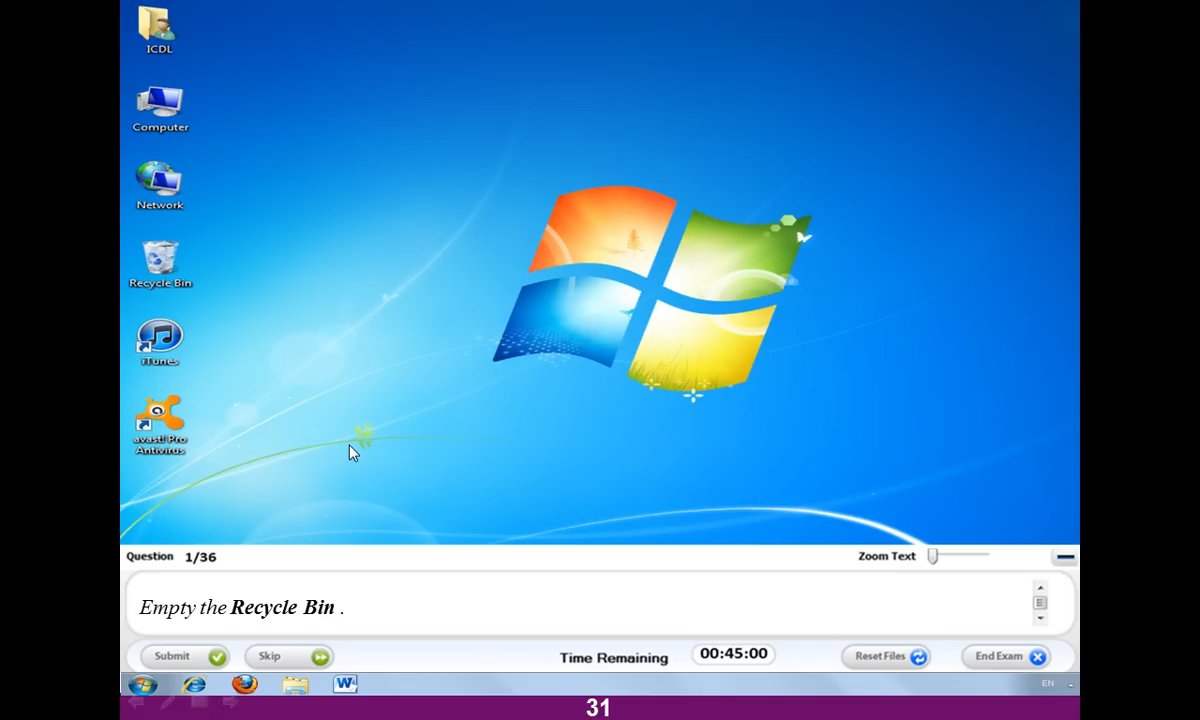 ICDL
Computer
Network
Recycle Bin
iTunes
avast! Pro
Antivirus
Question 1/36
Zoom Text
Empty the Recycle Bin .
Submit
Skip
Time Remaining
00:45:00
Reset Files
End Exam
EN
31